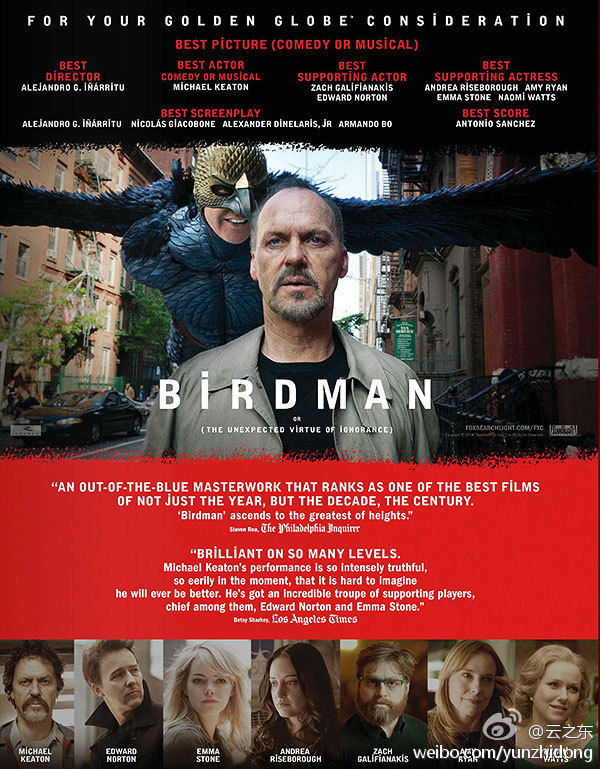 FOR YOUR GOLDEN GLOBE® CONSIDERATION
BEST PICTURE (COMEDY OR MUSICAL)
BEST DIRECTOR
ALEJANDRO G. IÑÁRRITU
BEST ACTOR
COMEDY OR MUSICAL
MICHAEL KEATON
BEST SUPPORTING ACTOR
ZACH GALIFIANAKIS
EDWARD NORTON
BEST SUPPORTING ACTRESS
ANDREA RISEBOROUGH AMY RYAN
EMMA STONE NAOMI WATTS
BEST SCREENPLAY
ALEJANDRO G. IÑÁRRITU NICOLÁS GIACOBONE ALEXANDER DINELARIS, JR ARMANDO BO
BEST SCORE
ANTONIO SANCHEZ
BIRDMAN
OR
(THE UNEXPECTED VIRTUE OF IGNORANCE)
FOXSEARCHLIGHT.COM/FYC
“AN OUT-OF-THE-BLUE MASTERWORK THAT RANKS AS ONE OF THE BEST FILMS
OF NOT JUST THE YEAR, BUT THE DECADE, THE CENTURY.
‘Birdman’ ascends to the greatest of heights.”
Steven Rea, The Philadelphia Inquirer
“BRILLIANT ON SO MANY LEVELS.
Michael Keaton’s performance is so intensely truthful,
so eerily in the moment, that it is hard to imagine
he will ever be better. He’s got an incredible troupe of supporting players,
chief among them, Edward Norton and Emma Stone.”
Betsy Sharkey, Los Angeles Times
MICHAEL KEATON
EDWARD NORTON
EMMA STONE
ANDREA RISEBOROUGH
ZACH GALIFIANAKIS
AMY RYAN
WATTS
@云之东
weibo.com/yunzhidong